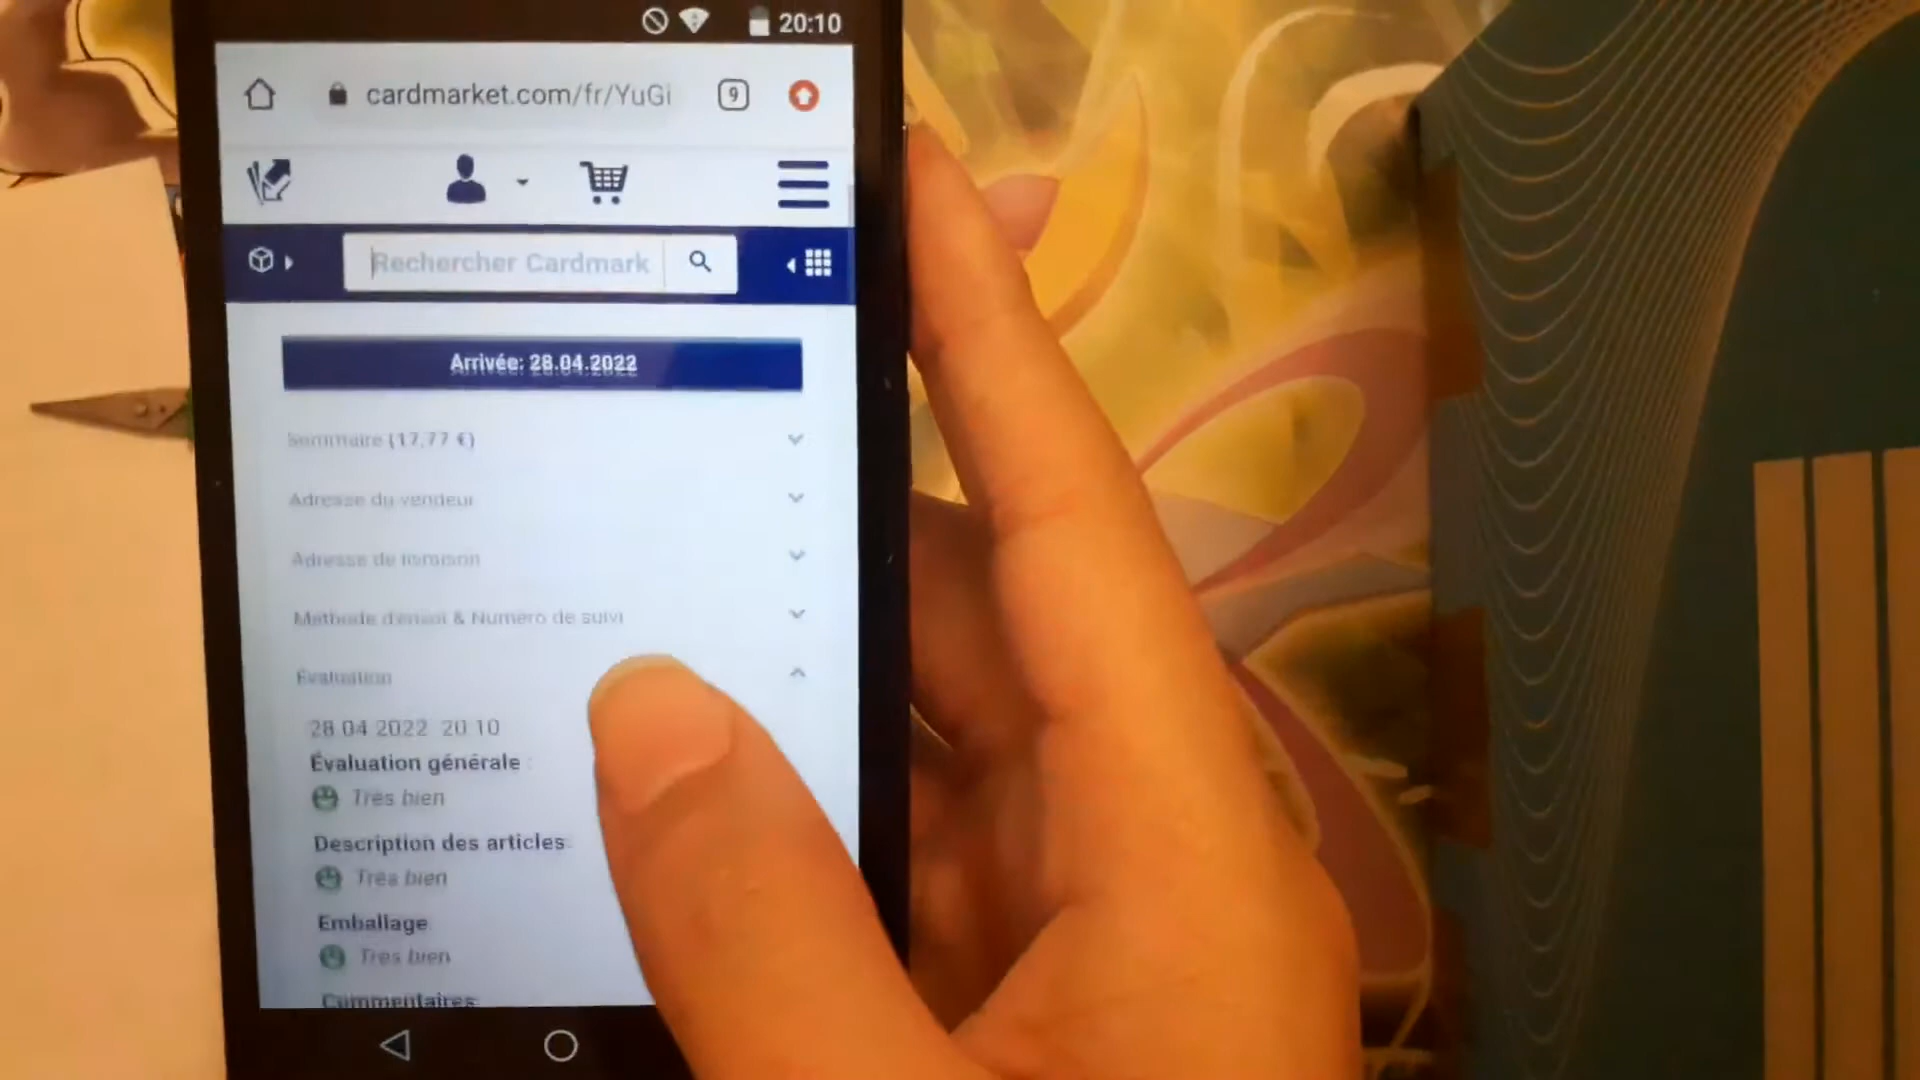 20:10
cardmarket.com/fr/YuGi
9
Rechercher Cardmark
Arrivée: 28.04.2022
Sommaire (17,77 €)
Adresse du vendeur
Adresse de livraison
Méthode d'envoi & Numéro de suivi
Évaluation
28.04.2022 20:10
Évaluation générale :
Très bien
Description des articles:
Très bien
Emballage
Très bien
Commentaires: